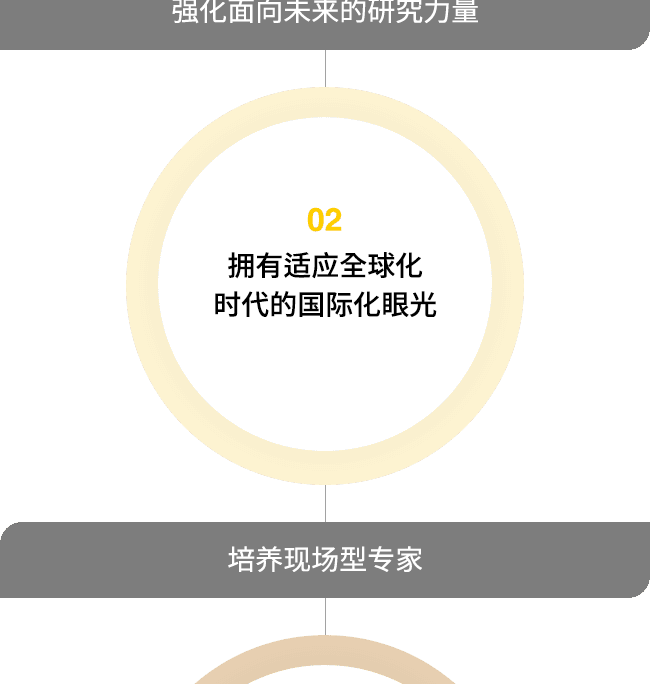 强化面向未来的研究力量
02
拥有适应全球化
时代的国际化眼光
培养现场型专家